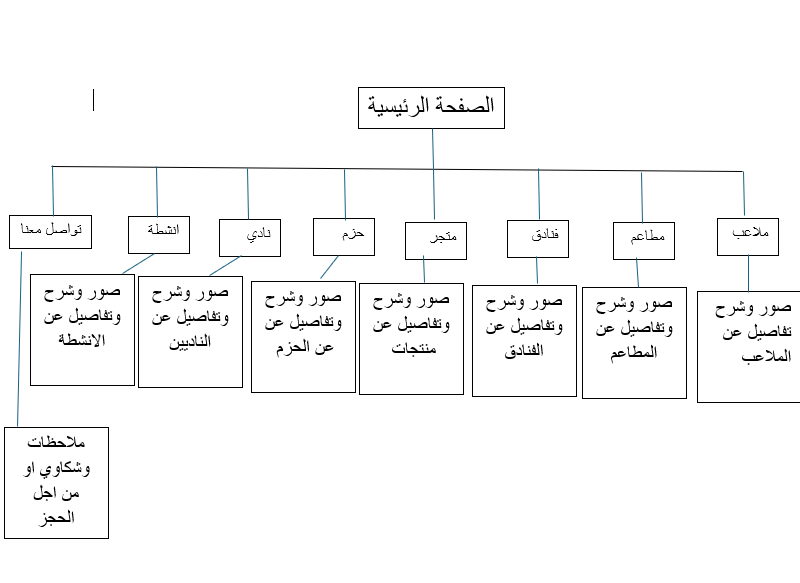 الصفحة الرئيسية
ملاعب
مطاعم
فنادق
متجر
حزم
نادي
انشطة
تواصل معنا
صور وشرح
تفاصيل عن
الملاعب
صور وشرح
وتفاصيل عن
المطاعم
صور وشرح
وتفاصيل عن
الفنادق
صور وشرح
وتفاصيل عن
منتجات
صور وشرح
وتفاصيل عن
عن الحزم
صور وشرح
وتفاصيل عن
الناديين
صور وشرح
وتفاصيل عن
الانشطة
ملاحظات
وشكاوي او
من اجل
الحجز